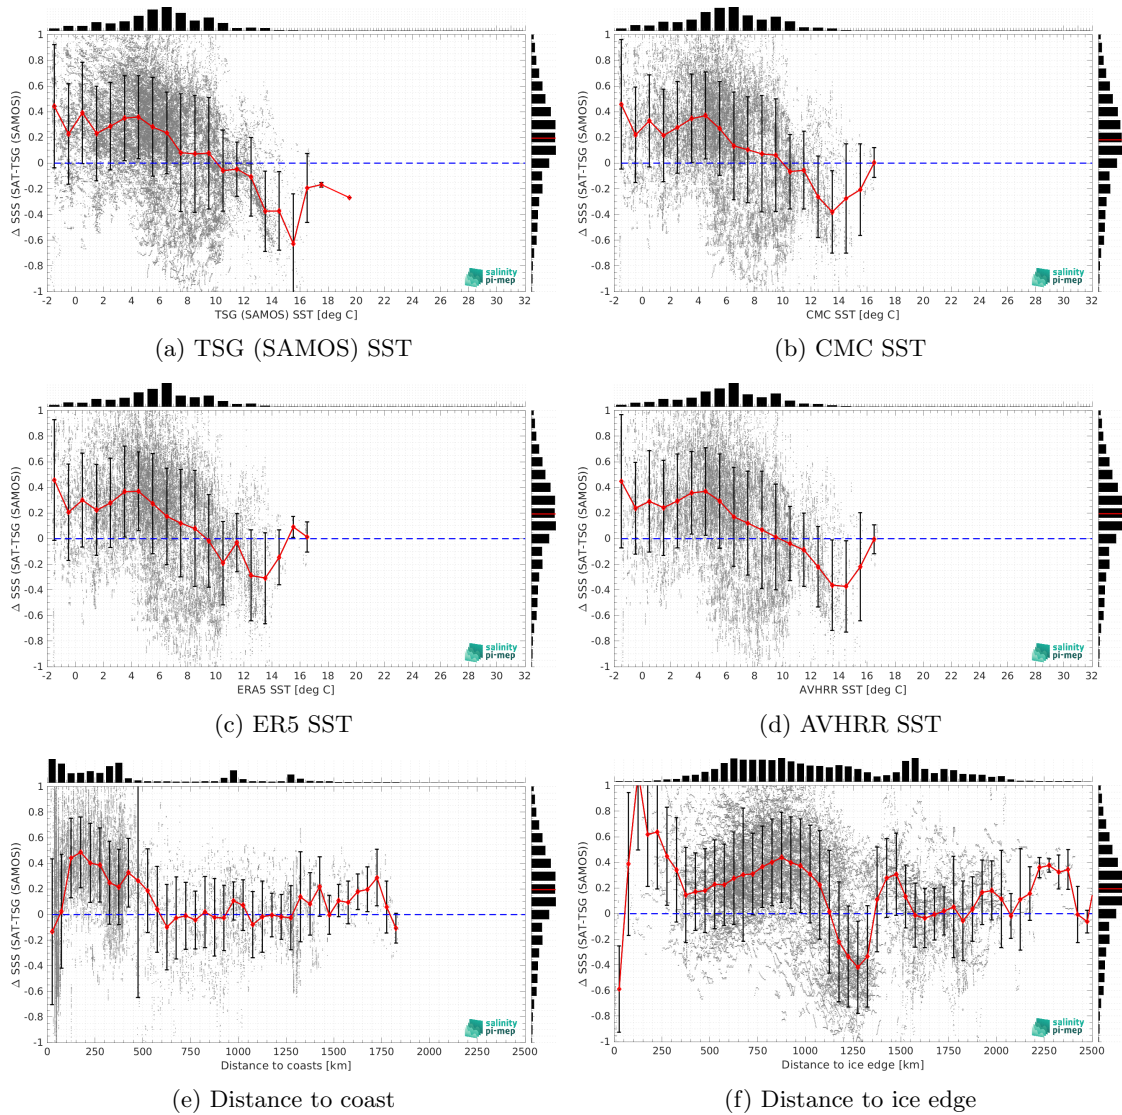 1
0.8
0.6
0.4
0.2
0
-0.2
-0.4
-0.6
-0.8
-1
Δ SSS (SAT-TSG (SAMOS))
-2 0 2 4 6 8 10 12 14 16 18 20 22 24 26 28 30 32
TSG (SAMOS) SST [deg C]
salinity
pi-mep
(a) TSG (SAMOS) SST
1
0.8
0.6
0.4
0.2
0
-0.2
-0.4
-0.6
-0.8
-1
Δ SSS (SAT-TSG (SAMOS))
-2 0 2 4 6 8 10 12 14 16 18 20 22 24 26 28 30 32
CMC SST [deg C]
salinity
pi-mep
(b) CMC SST
1
0.8
0.6
0.4
0.2
0
-0.2
-0.4
-0.6
-0.8
-1
Δ SSS (SAT-TSG (SAMOS))
-2 0 2 4 6 8 10 12 14 16 18 20 22 24 26 28 30 32
ERA5 SST [deg C]
salinity
pi-mep
(c) ER5 SST
1
0.8
0.6
0.4
0.2
0
-0.2
-0.4
-0.6
-0.8
-1
Δ SSS (SAT-TSG (SAMOS))
-2 0 2 4 6 8 10 12 14 16 18 20 22 24 26 28 30 32
AVHRR SST [deg C]
salinity
pi-mep
(d) AVHRR SST
1
0.8
0.6
0.4
0.2
0
-0.2
-0.4
-0.6
-0.8
-1
Δ SSS (SAT-TSG (SAMOS))
0 250 500 750 1000 1250 1500 1750 2000 2250 2500
Distance to coasts [km]
salinity
pi-mep
(e) Distance to coast
1
0.8
0.6
0.4
0.2
0
-0.2
-0.4
-0.6
-0.8
-1
Δ SSS (SAT-TSG (SAMOS))
0 250 500 750 1000 1250 1500 1750 2000 2250 2500
Distance to ice edge [km]
salinity
pi-mep
(f) Distance to ice edge